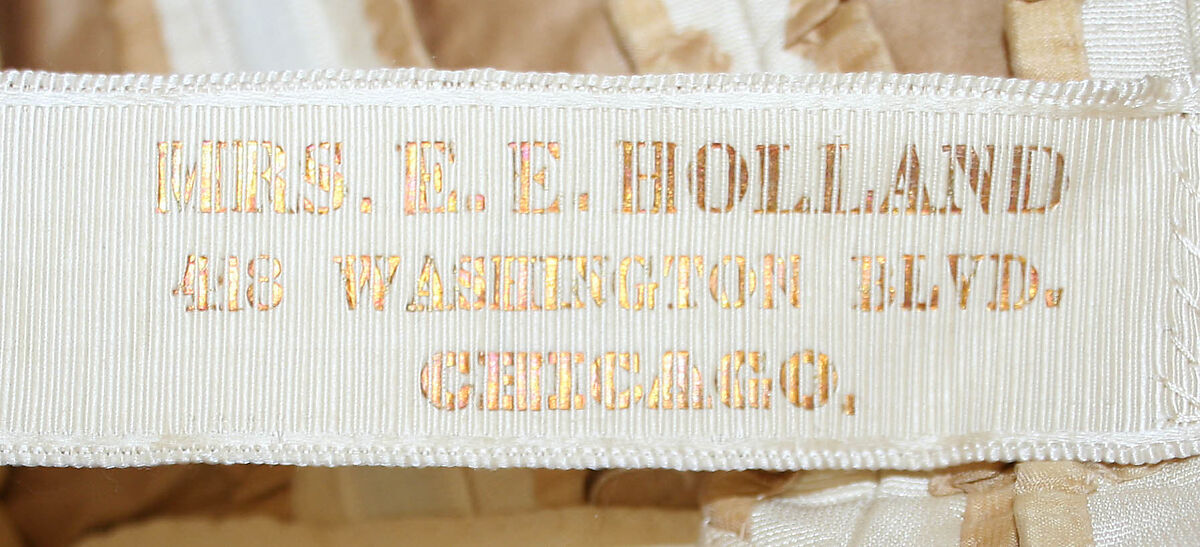 MRS. E. E. HOLLAND
418 WASHINGTON BLVD.
CHICAGO.